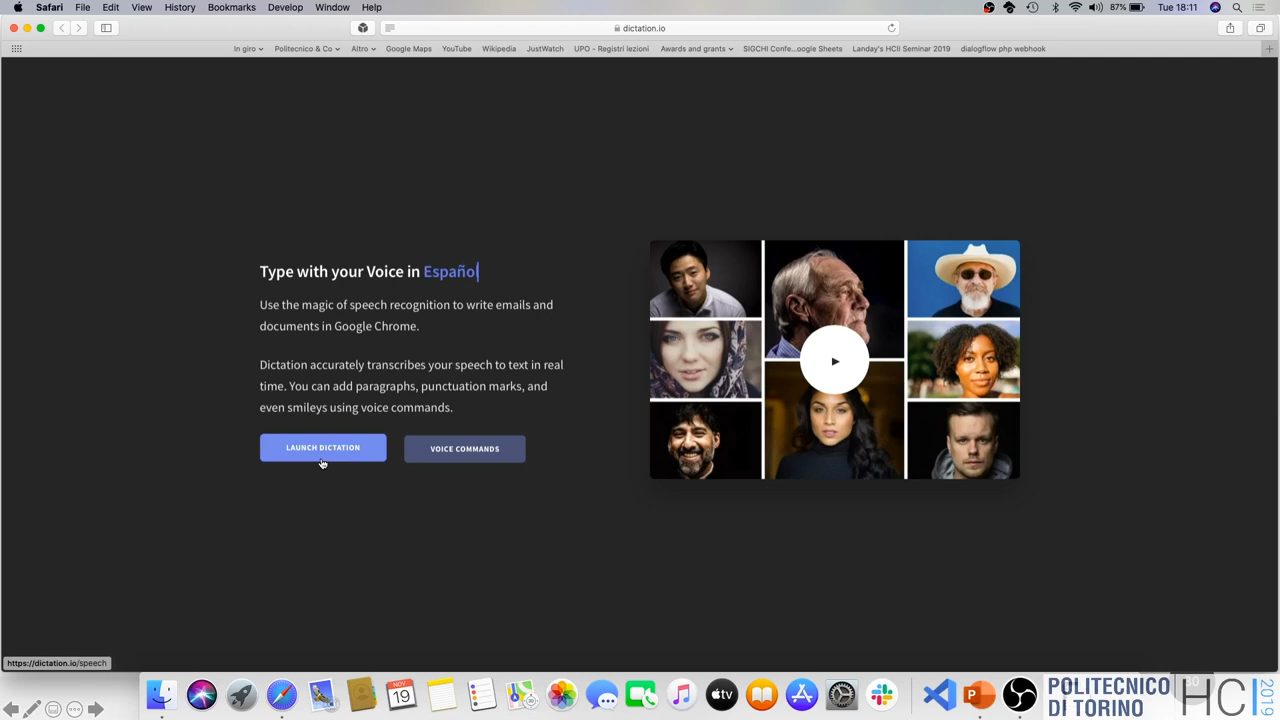 Safari File Edit View History Bookmarks Develop Window Help 87% Tue 18:11
dictation.io
In giro Politecnico & Co Altro Google Maps YouTube Wikipedia JustWatch UPO - Registri lezioni Awards and grants SIGCHI Confe...oogle Sheets Landay's HCII Seminar 2019 dialogflow php webhook
Type with your Voice in Español
Use the magic of speech recognition to write emails and
documents in Google Chrome.
Dictation accurately transcribes your speech to text in real
time. You can add paragraphs, punctuation marks, and
even smileys using voice commands.
LAUNCH DICTATION VOICE COMMANDS
https://dictation.io/speech
NOV
19
tv
30
POLITECNICO
DI TORINO
HCI
2019